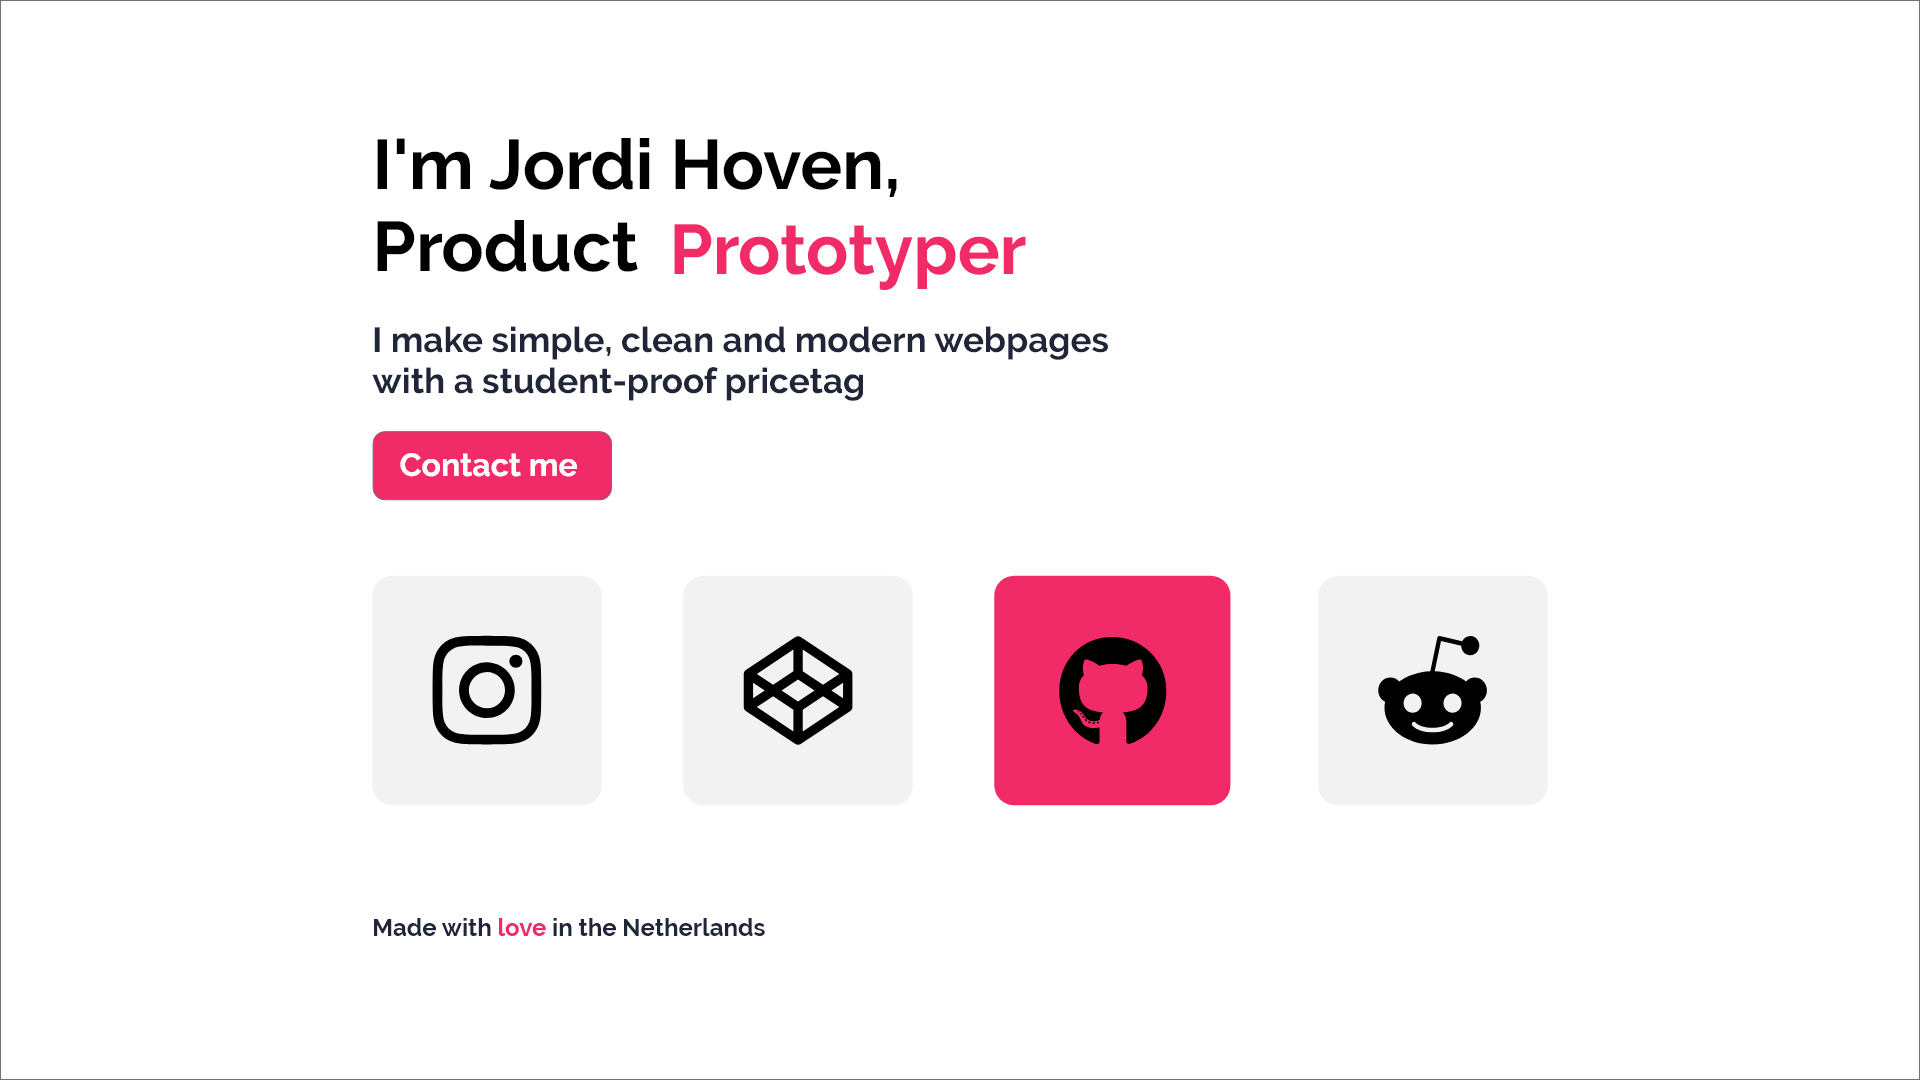 I'm Jordi Hoven,
Product Prototyper
I make simple, clean and modern webpages
with a student-proof pricetag
Contact me
Made with love in the Netherlands